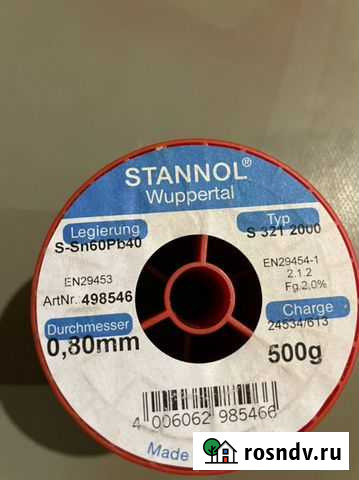 STANNOL®
Wuppertal
Legierung
S-Sn60Pb40
Typ
S 321 2000
EN29453
EN29454-1
2.1.2
Fg.2,0%
ArtNr. 498546
Durchmesser
0,80mm
Charge
24534/613
500g
4 006062 985466
Made
rosndv.ru